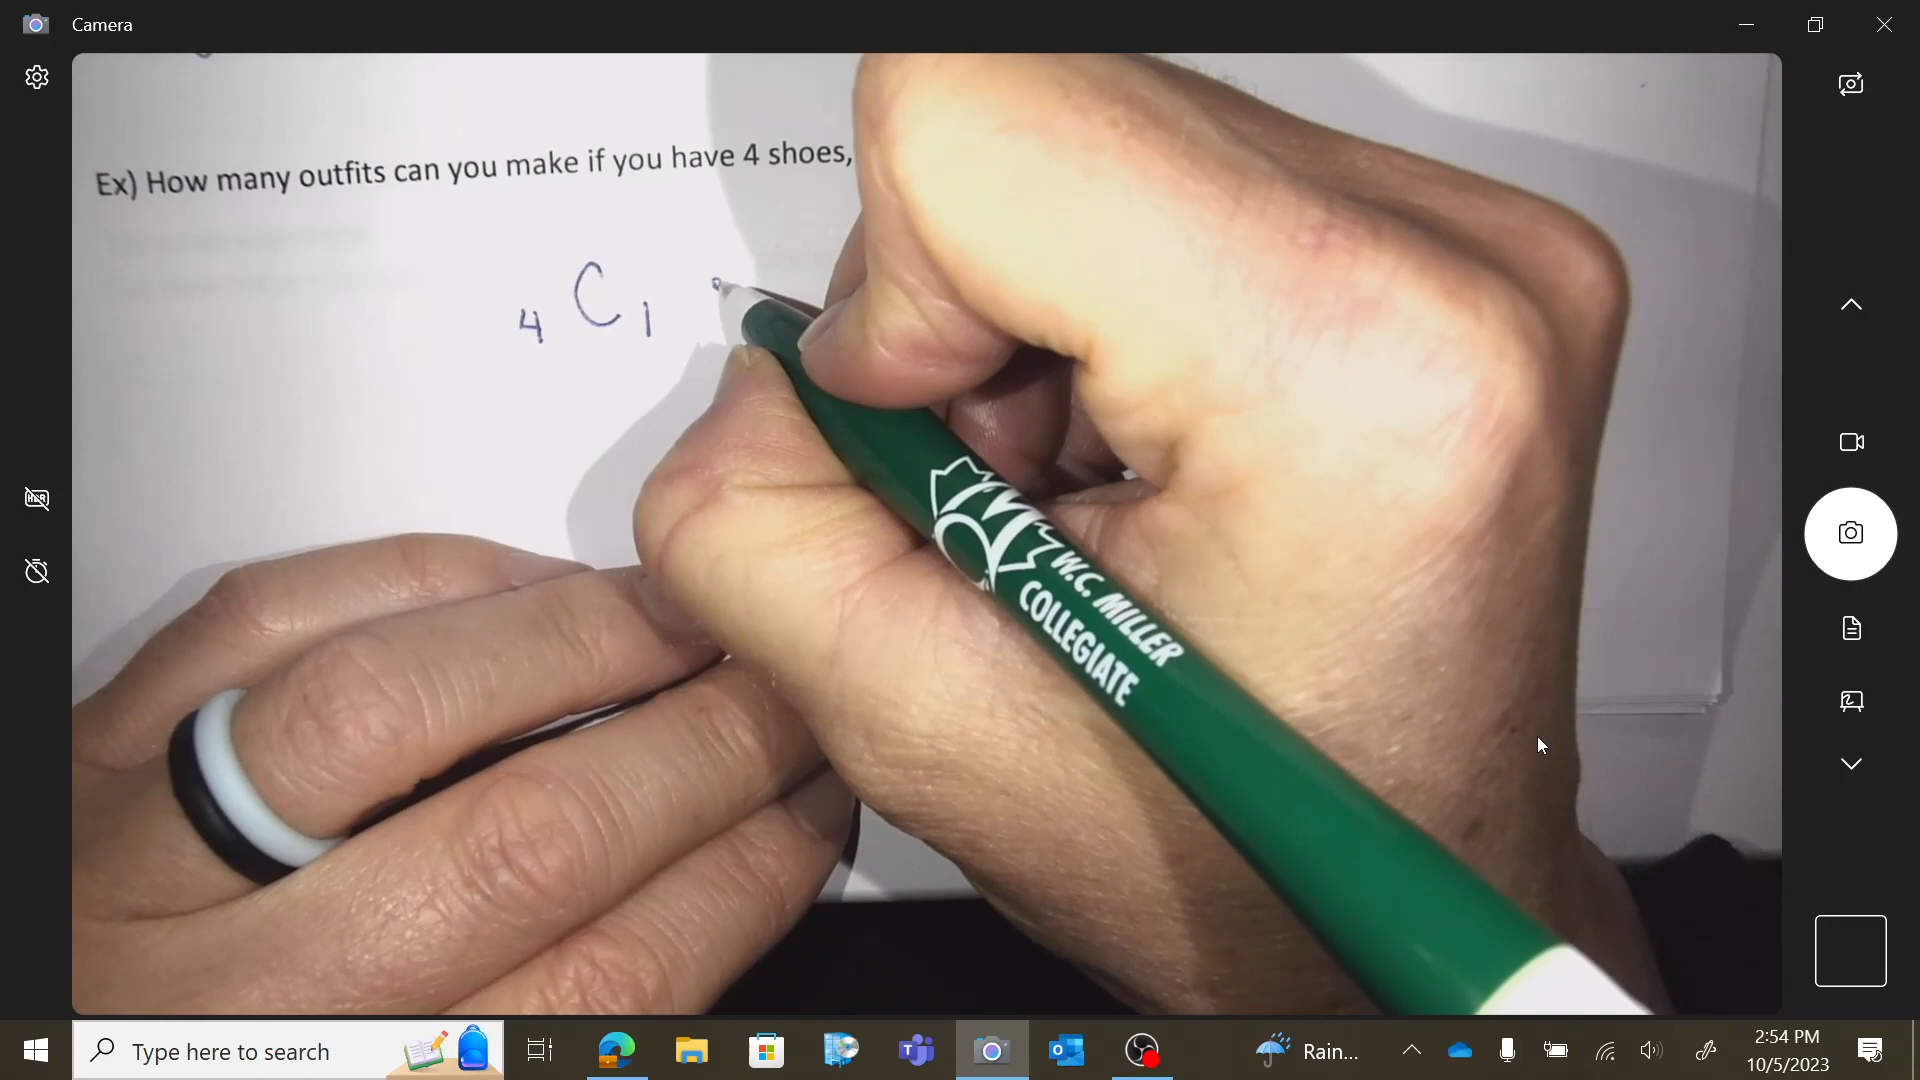 Camera
Ex) How many outfits can you make if you have 4 shoes,
4 C 1
W.C. MILLER
COLLEGIATE
Type here to search
Rain...
2:54 PM
10/5/2023